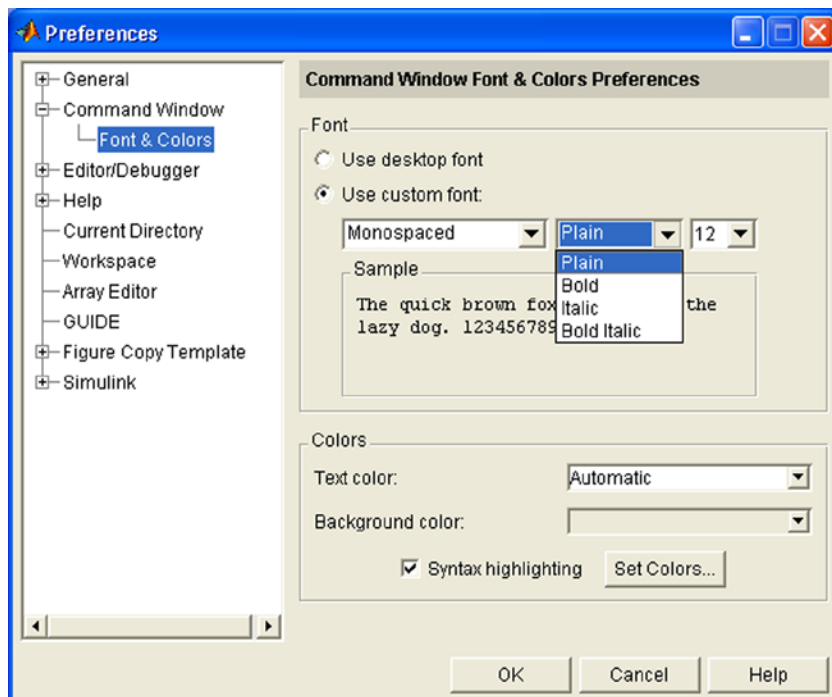 Preferences
General
Command Window
Font & Colors
Editor/Debugger
Help
Current Directory
Workspace
Array Editor
GUIDE
Figure Copy Template
Simulink
Command Window Font & Colors Preferences
Font
Use desktop font
Use custom font:
Monospaced Plain 12
Plain
Bold
Italic
Bold Italic
Sample
The quick brown fox the
lazy dog. 123456789
Colors
Text color: Automatic
Background color:
Syntax highlighting Set Colors...
OK Cancel Help